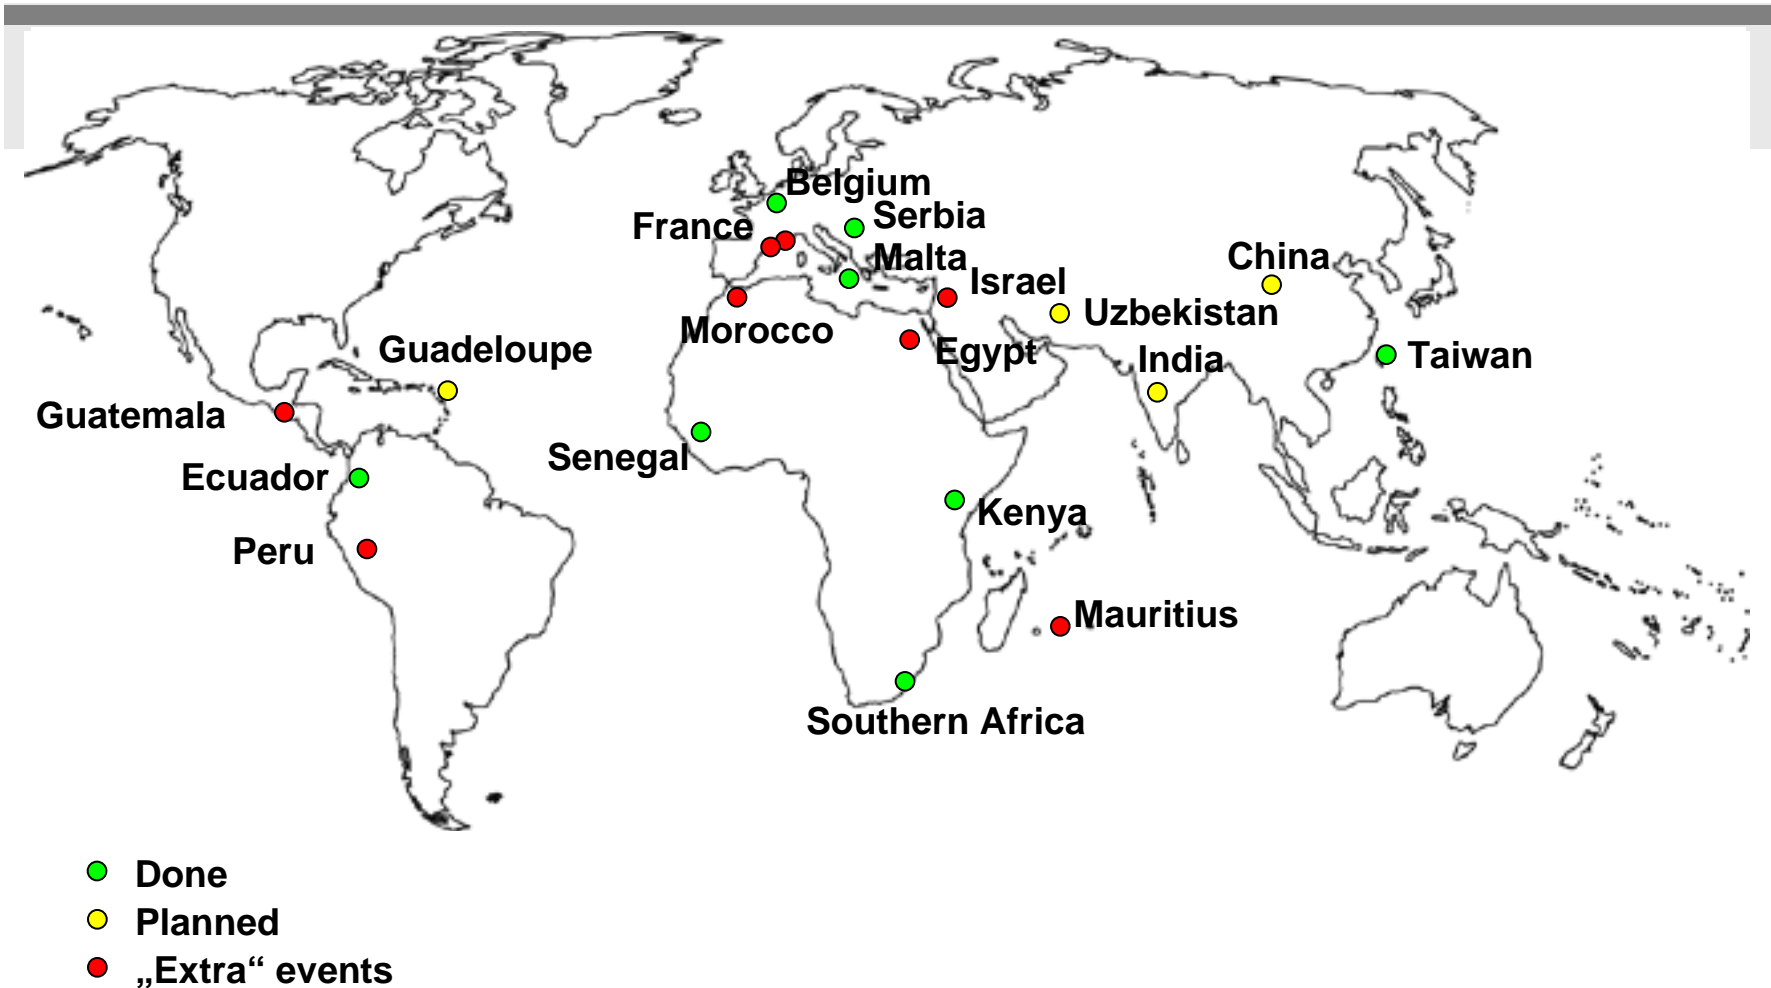 Belgium
Serbia
France
Malta
China
Israel
Uzbekistan
Morocco
Guadeloupe
Egypt
India
Taiwan
Guatemala
Senegal
Ecuador
Kenya
Peru
Mauritius
Southern Africa
Done
Planned
„Extra“ events